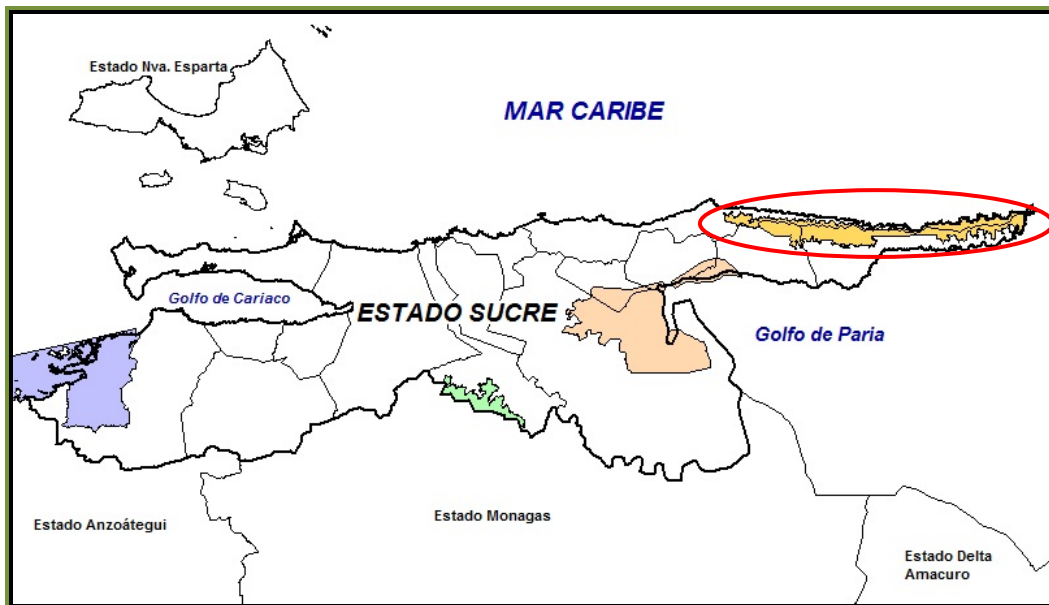 Estado Nva. Esparta
MAR CARIBE
Golfo de Cariaco
ESTADO SUCRE
Golfo de Paria
Estado Anzoátegui
Estado Monagas
Estado Delta
Amacuro